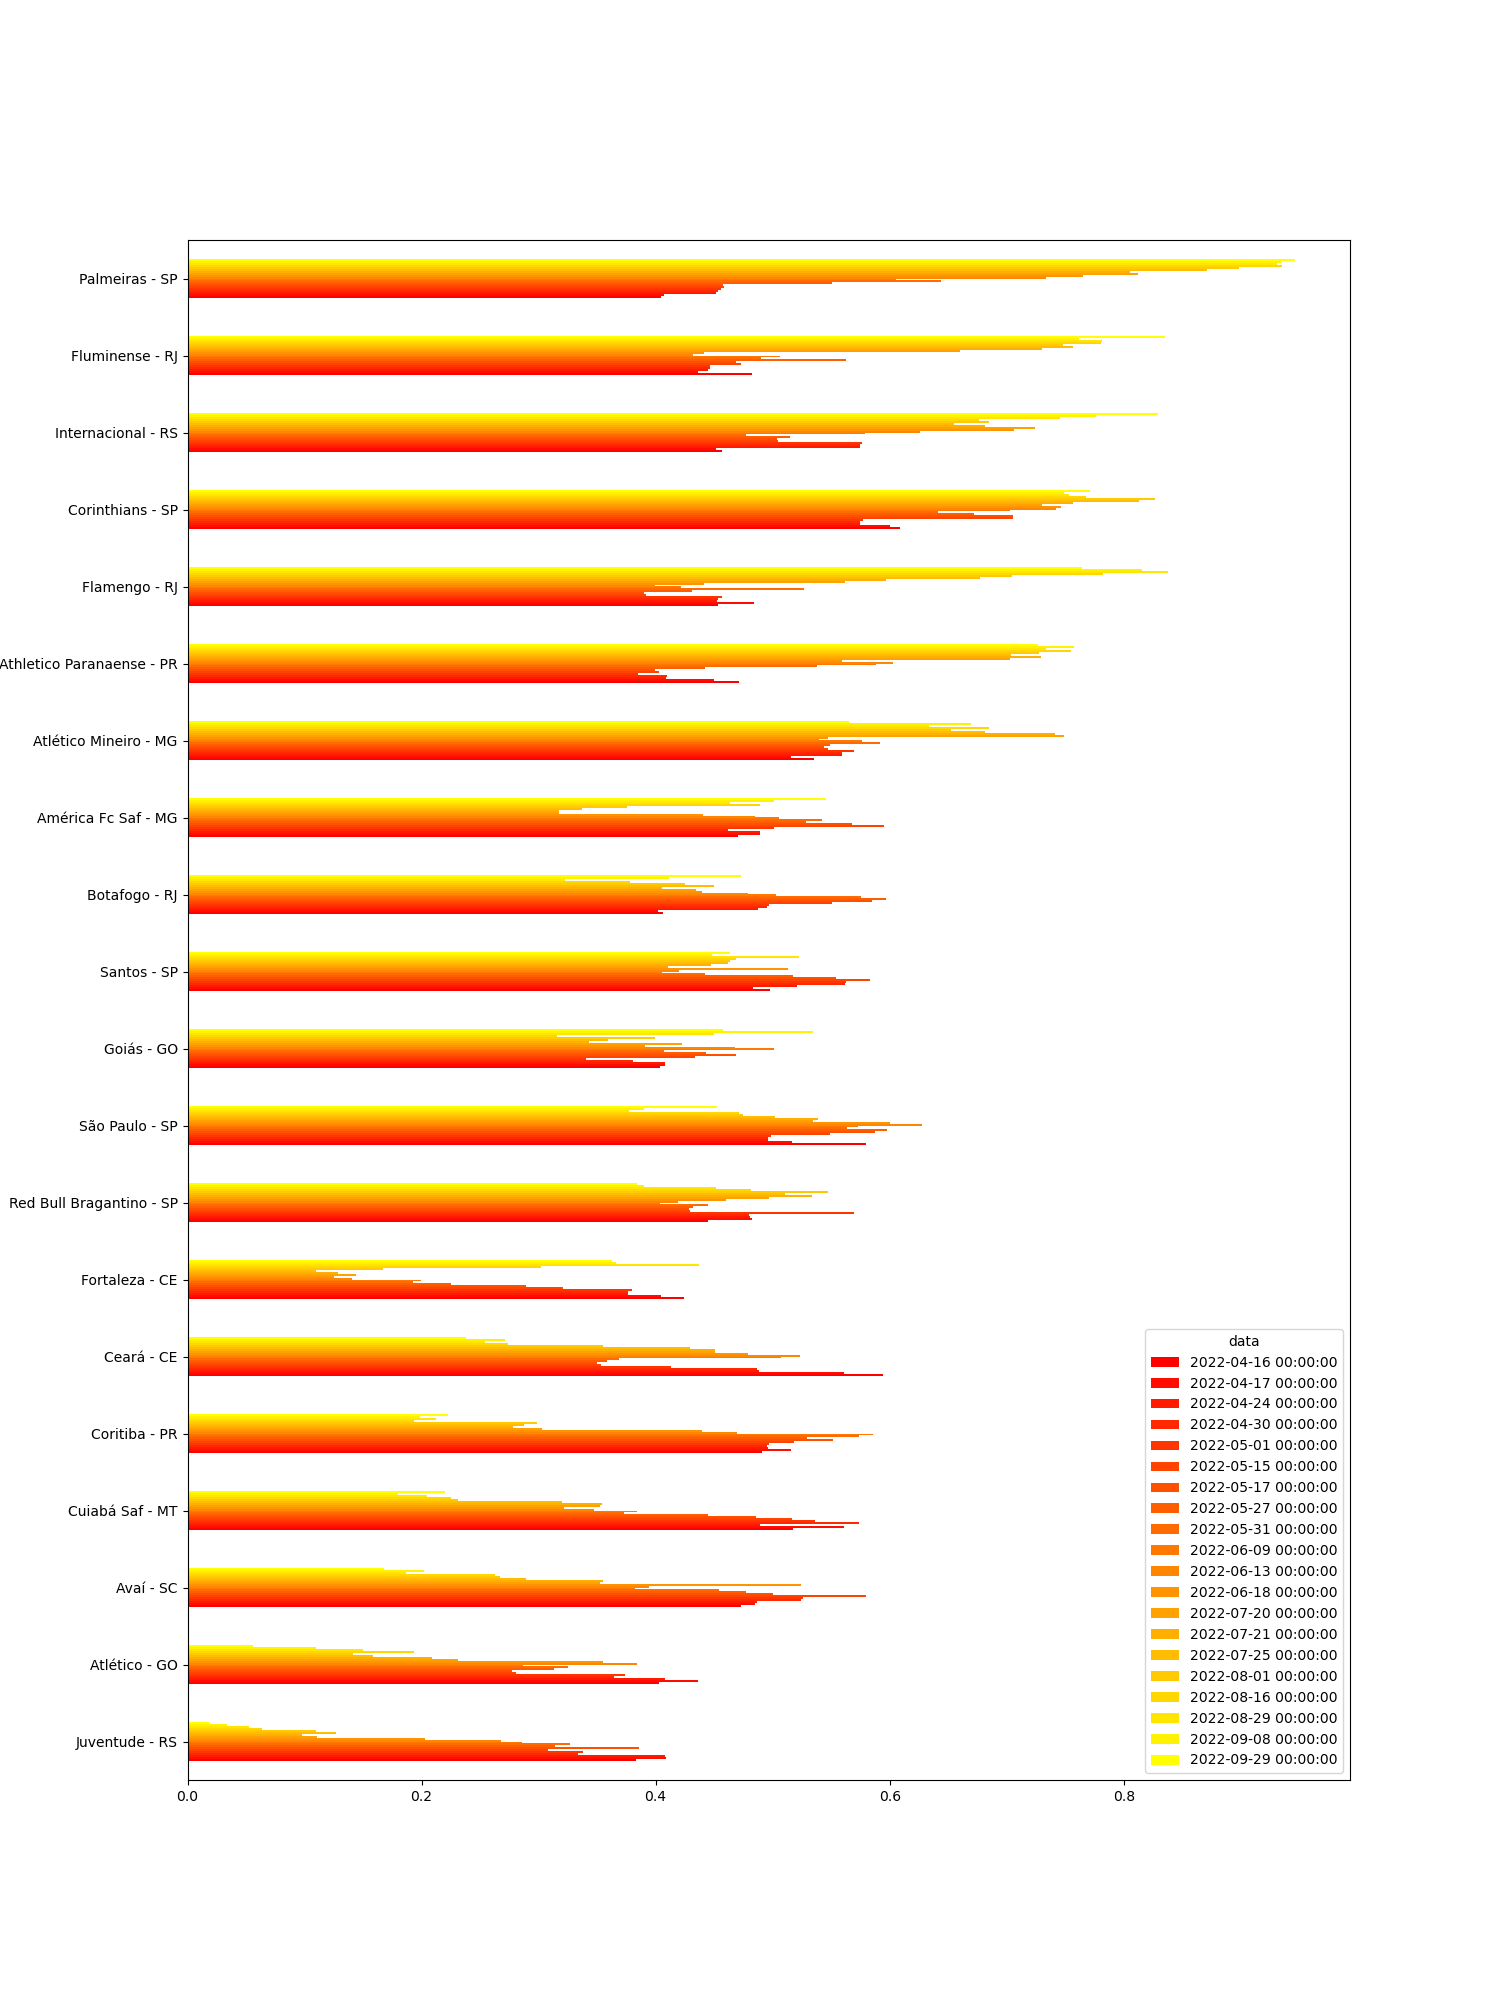 Palmeiras - SP
Fluminense - RJ
Internacional - RS
Corinthians - SP
Flamengo - RJ
Athletico Paranaense - PR
Atlético Mineiro - MG
América Fc Saf - MG
Botafogo - RJ
Santos - SP
Goiás - GO
São Paulo - SP
Red Bull Bragantino - SP
Fortaleza - CE
Ceará - CE
Coritiba - PR
Cuiabá Saf - MT
Avaí - SC
Atlético - GO
Juventude - RS
0.0 0.2 0.4 0.6 0.8
data
2022-04-16 00:00:00
2022-04-17 00:00:00
2022-04-24 00:00:00
2022-04-30 00:00:00
2022-05-01 00:00:00
2022-05-15 00:00:00
2022-05-17 00:00:00
2022-05-27 00:00:00
2022-05-31 00:00:00
2022-06-09 00:00:00
2022-06-13 00:00:00
2022-06-18 00:00:00
2022-07-20 00:00:00
2022-07-21 00:00:00
2022-07-25 00:00:00
2022-08-01 00:00:00
2022-08-16 00:00:00
2022-08-29 00:00:00
2022-09-08 00:00:00
2022-09-29 00:00:00